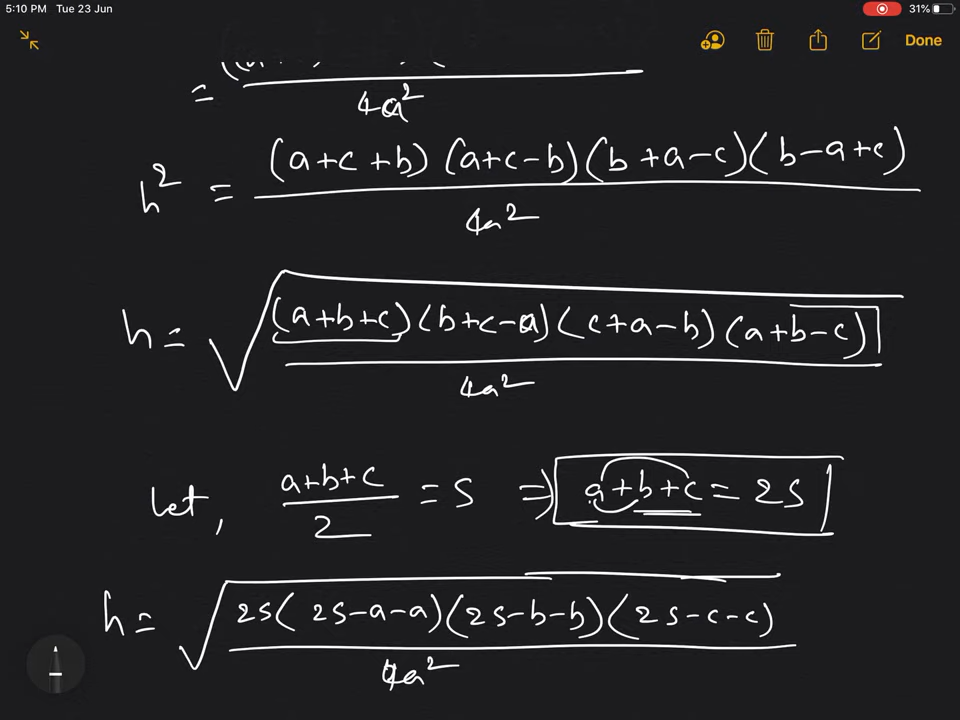 5:10 PM Tue 23 Jun 31%
Done
= / 4a²
h² = (a+c+b)(a+c-b)(b+a-c)(b-a+c) / 4a²
h = √((a+b+c)(b+c-a)(c+a-b)(a+b-c) / 4a²)
let, a+b+c / 2 = S ⇒ a+b+c = 2S
h = √(2S(2S-a-a)(2S-b-b)(2S-c-c) / 4a²)